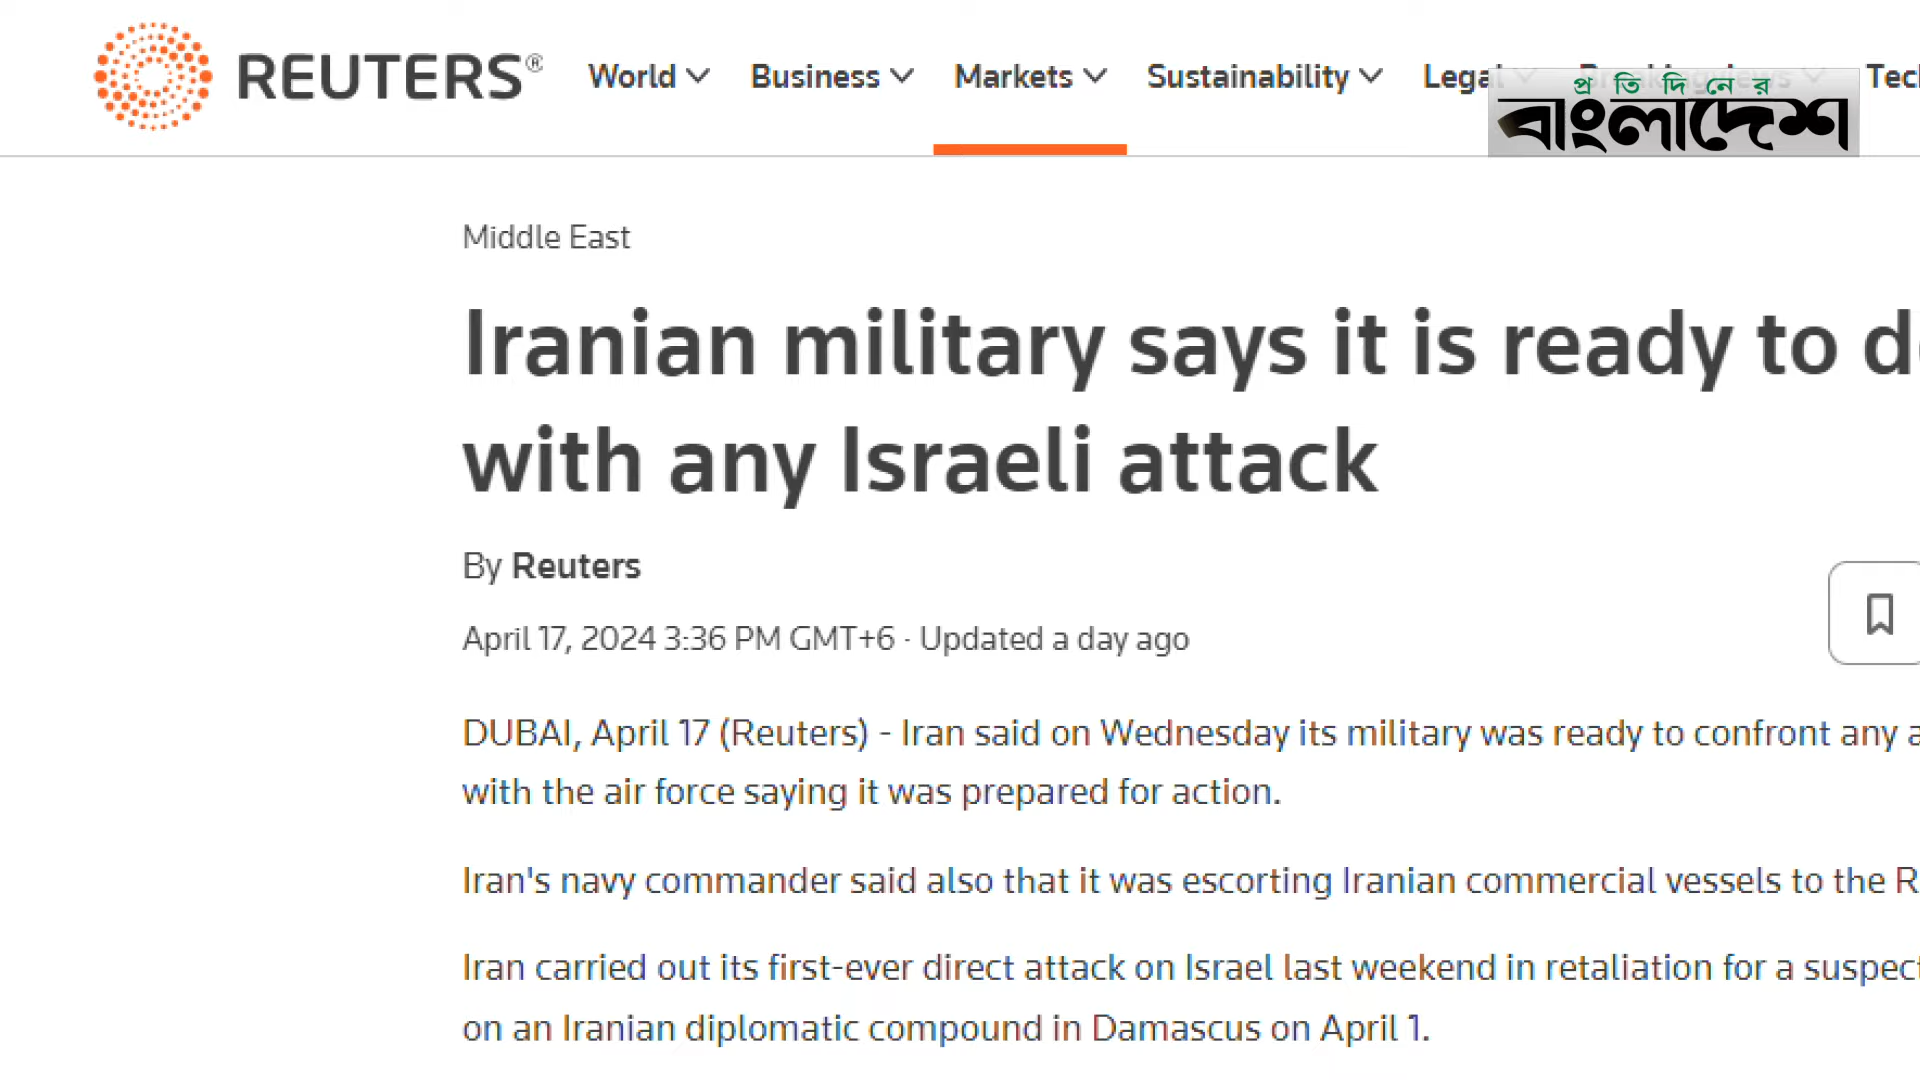 REUTERS®
World Business Markets Sustainability Legal Breakingviews
প্রতিদিনের
বাংলাদেশ
Middle East
Iranian military says it is ready to
with any Israeli attack
By Reuters
April 17, 2024 3:36 PM GMT+6 · Updated a day ago
DUBAI, April 17 (Reuters) - Iran said on Wednesday its military was ready to confront any
with the air force saying it was prepared for action.
Iran's navy commander said also that it was escorting Iranian commercial vessels to the
Iran carried out its first-ever direct attack on Israel last weekend in retaliation for a
on an Iranian diplomatic compound in Damascus on April 1.